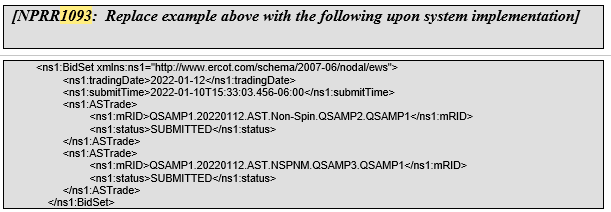 [NPRR1093:  Replace example above with the following upon system implementation]
<ns1:BidSet xmlns:ns1="http://www.ercot.com/schema/2007-06/nodal/ews">
<ns1:tradingDate>2022-01-12</ns1:tradingDate>
<ns1:submitTime>2022-01-10T15:33:03.456-06:00</ns1:submitTime>
<ns1:ASTrade>
<ns1:mRID>QSAMP1.20220112.AST.Non-Spin.QSAMP2.QSAMP1</ns1:mRID>
<ns1:status>SUBMITTED</ns1:status>
</ns1:ASTrade>
<ns1:ASTrade>
<ns1:mRID>QSAMP1.20220112.AST.NSPNM.QSAMP3.QSAMP1</ns1:mRID>
<ns1:status>SUBMITTED</ns1:status>
</ns1:ASTrade>
</ns1:BidSet>